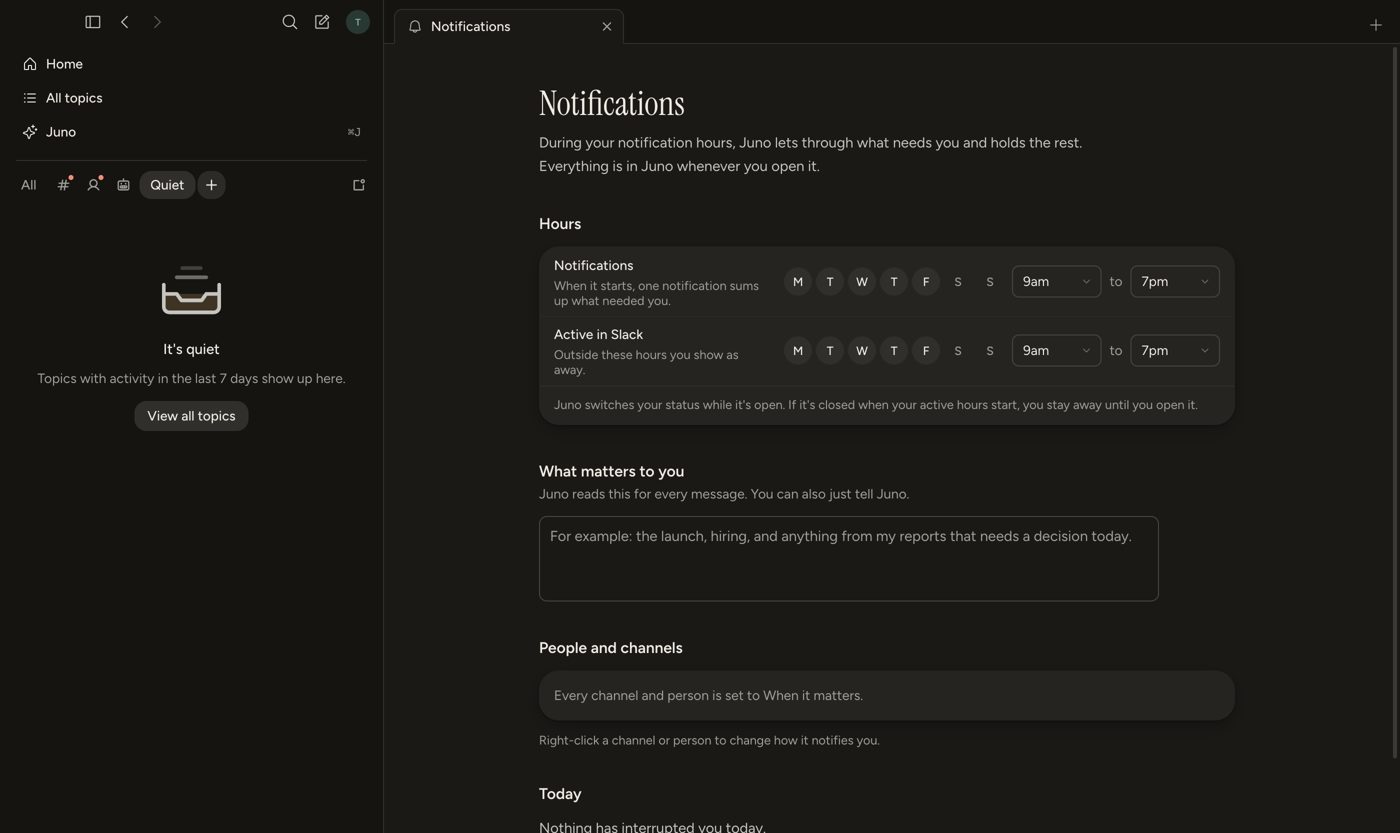 T
Home
All topics
Juno
⌘J
All
Quiet
It's quiet
Topics with activity in the last 7 days show up here.
View all topics
Notifications
Notifications
During your notification hours, Juno lets through what needs you and holds the rest.
Everything is in Juno whenever you open it.
Hours
Notifications
When it starts, one notification sums
up what needed you.
M T W T F S S 9am to 7pm
Active in Slack
Outside these hours you show as
away.
M T W T F S S 9am to 7pm
Juno switches your status while it's open. If it's closed when your active hours start, you stay away until you open it.
What matters to you
Juno reads this for every message. You can also just tell Juno.
For example: the launch, hiring, and anything from my reports that needs a decision today.
People and channels
Every channel and person is set to When it matters.
Right-click a channel or person to change how it notifies you.
Today
Nothing has interrupted you today.